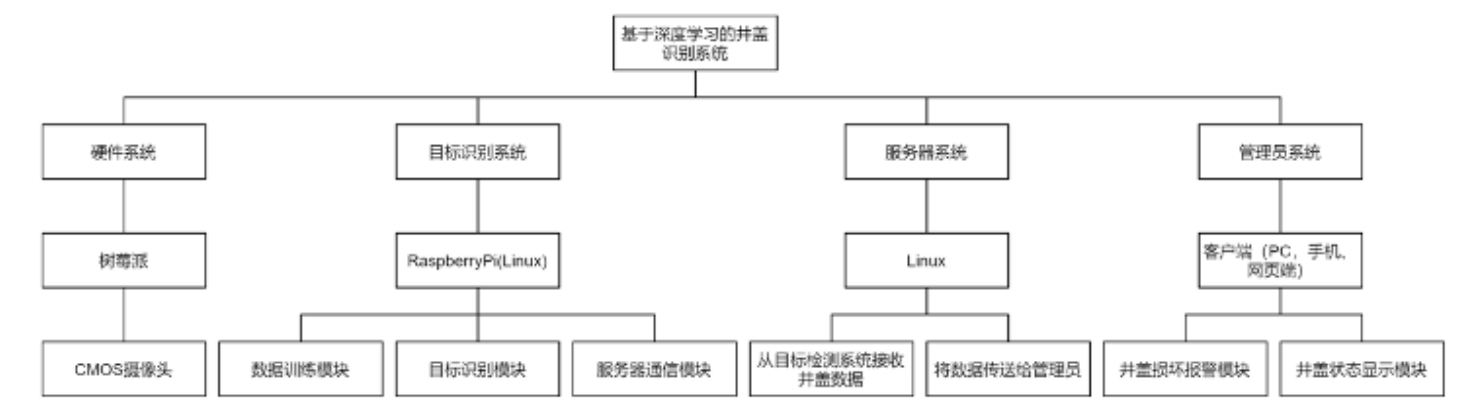 基于深度学习的井盖
识别系统
硬件系统
目标识别系统
服务器系统
管理员系统
树莓派
RaspberryPi(Linux)
Linux
客户端（PC，手机、
网页端）
CMOS摄像头
数据训练模块
目标识别模块
服务器通信模块
从目标检测系统接收
井盖数据
将数据传送给管理员
井盖损坏报警模块
井盖状态显示模块